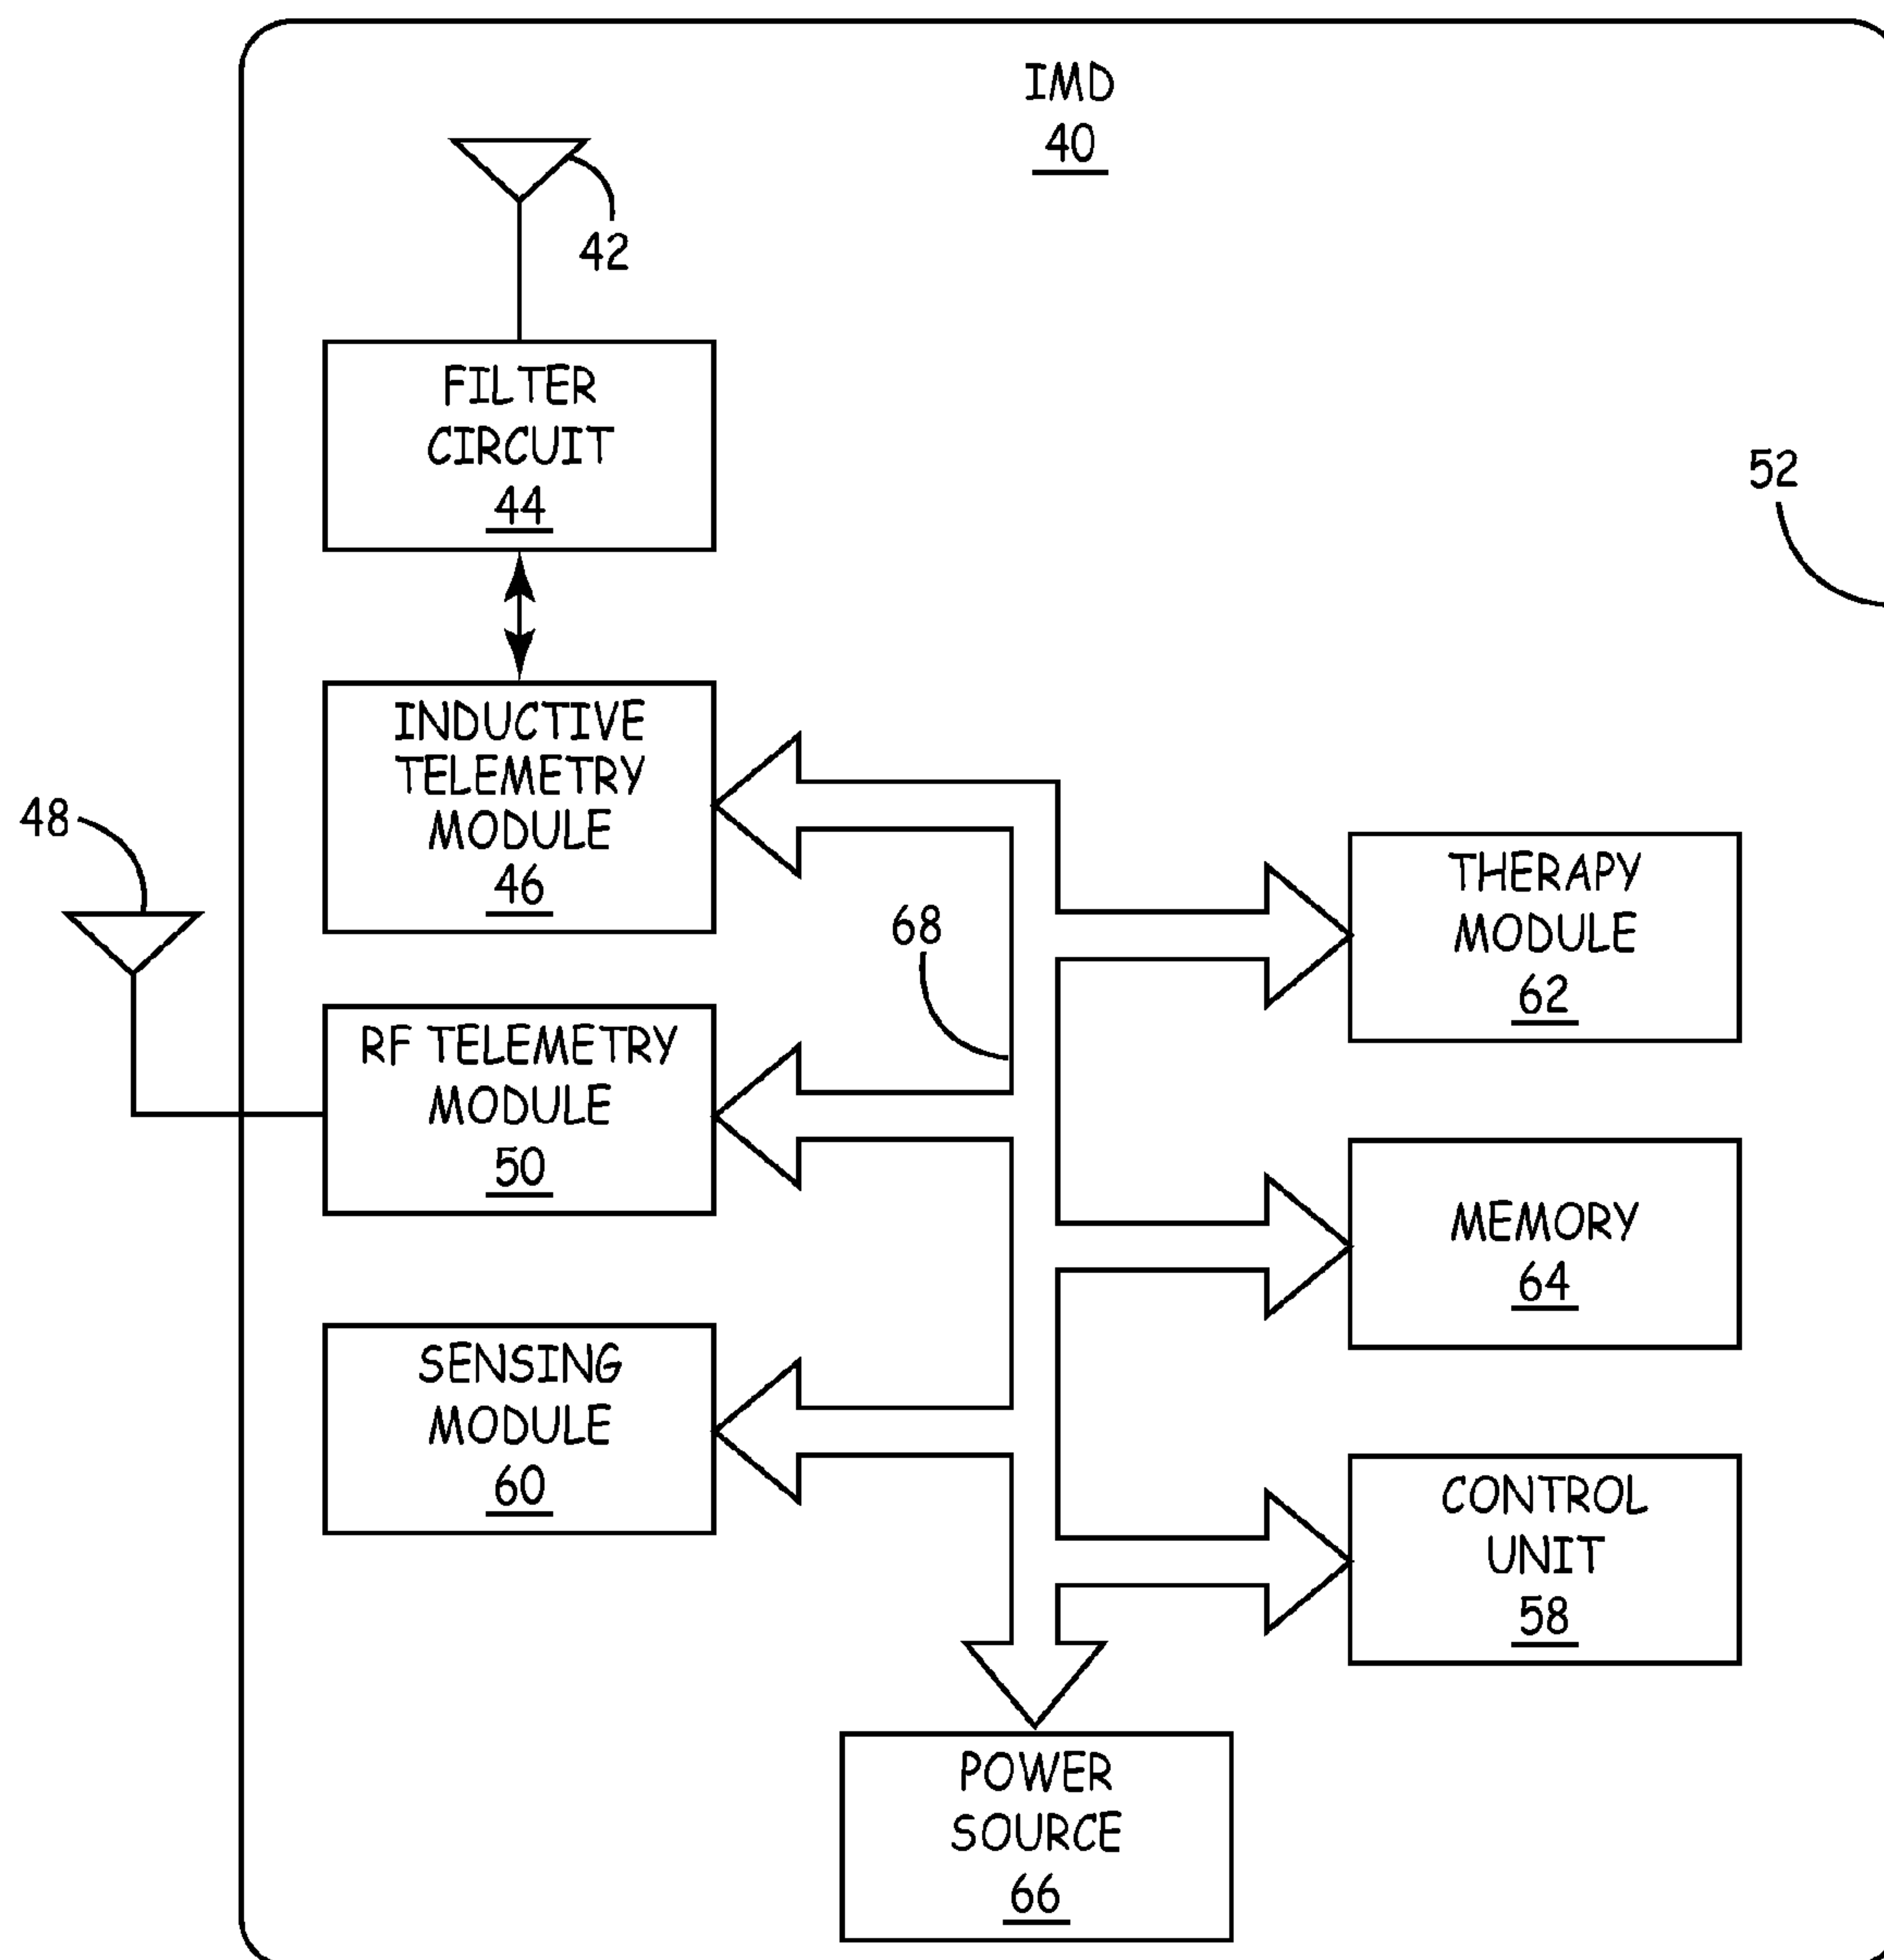 IMD
40
42
FILTER
CIRCUIT
44
52
INDUCTIVE
TELEMETRY
MODULE
46
48
THERAPY
MODULE
62
68
RF TELEMETRY
MODULE
50
MEMORY
64
SENSING
MODULE
60
CONTROL
UNIT
58
POWER
SOURCE
66